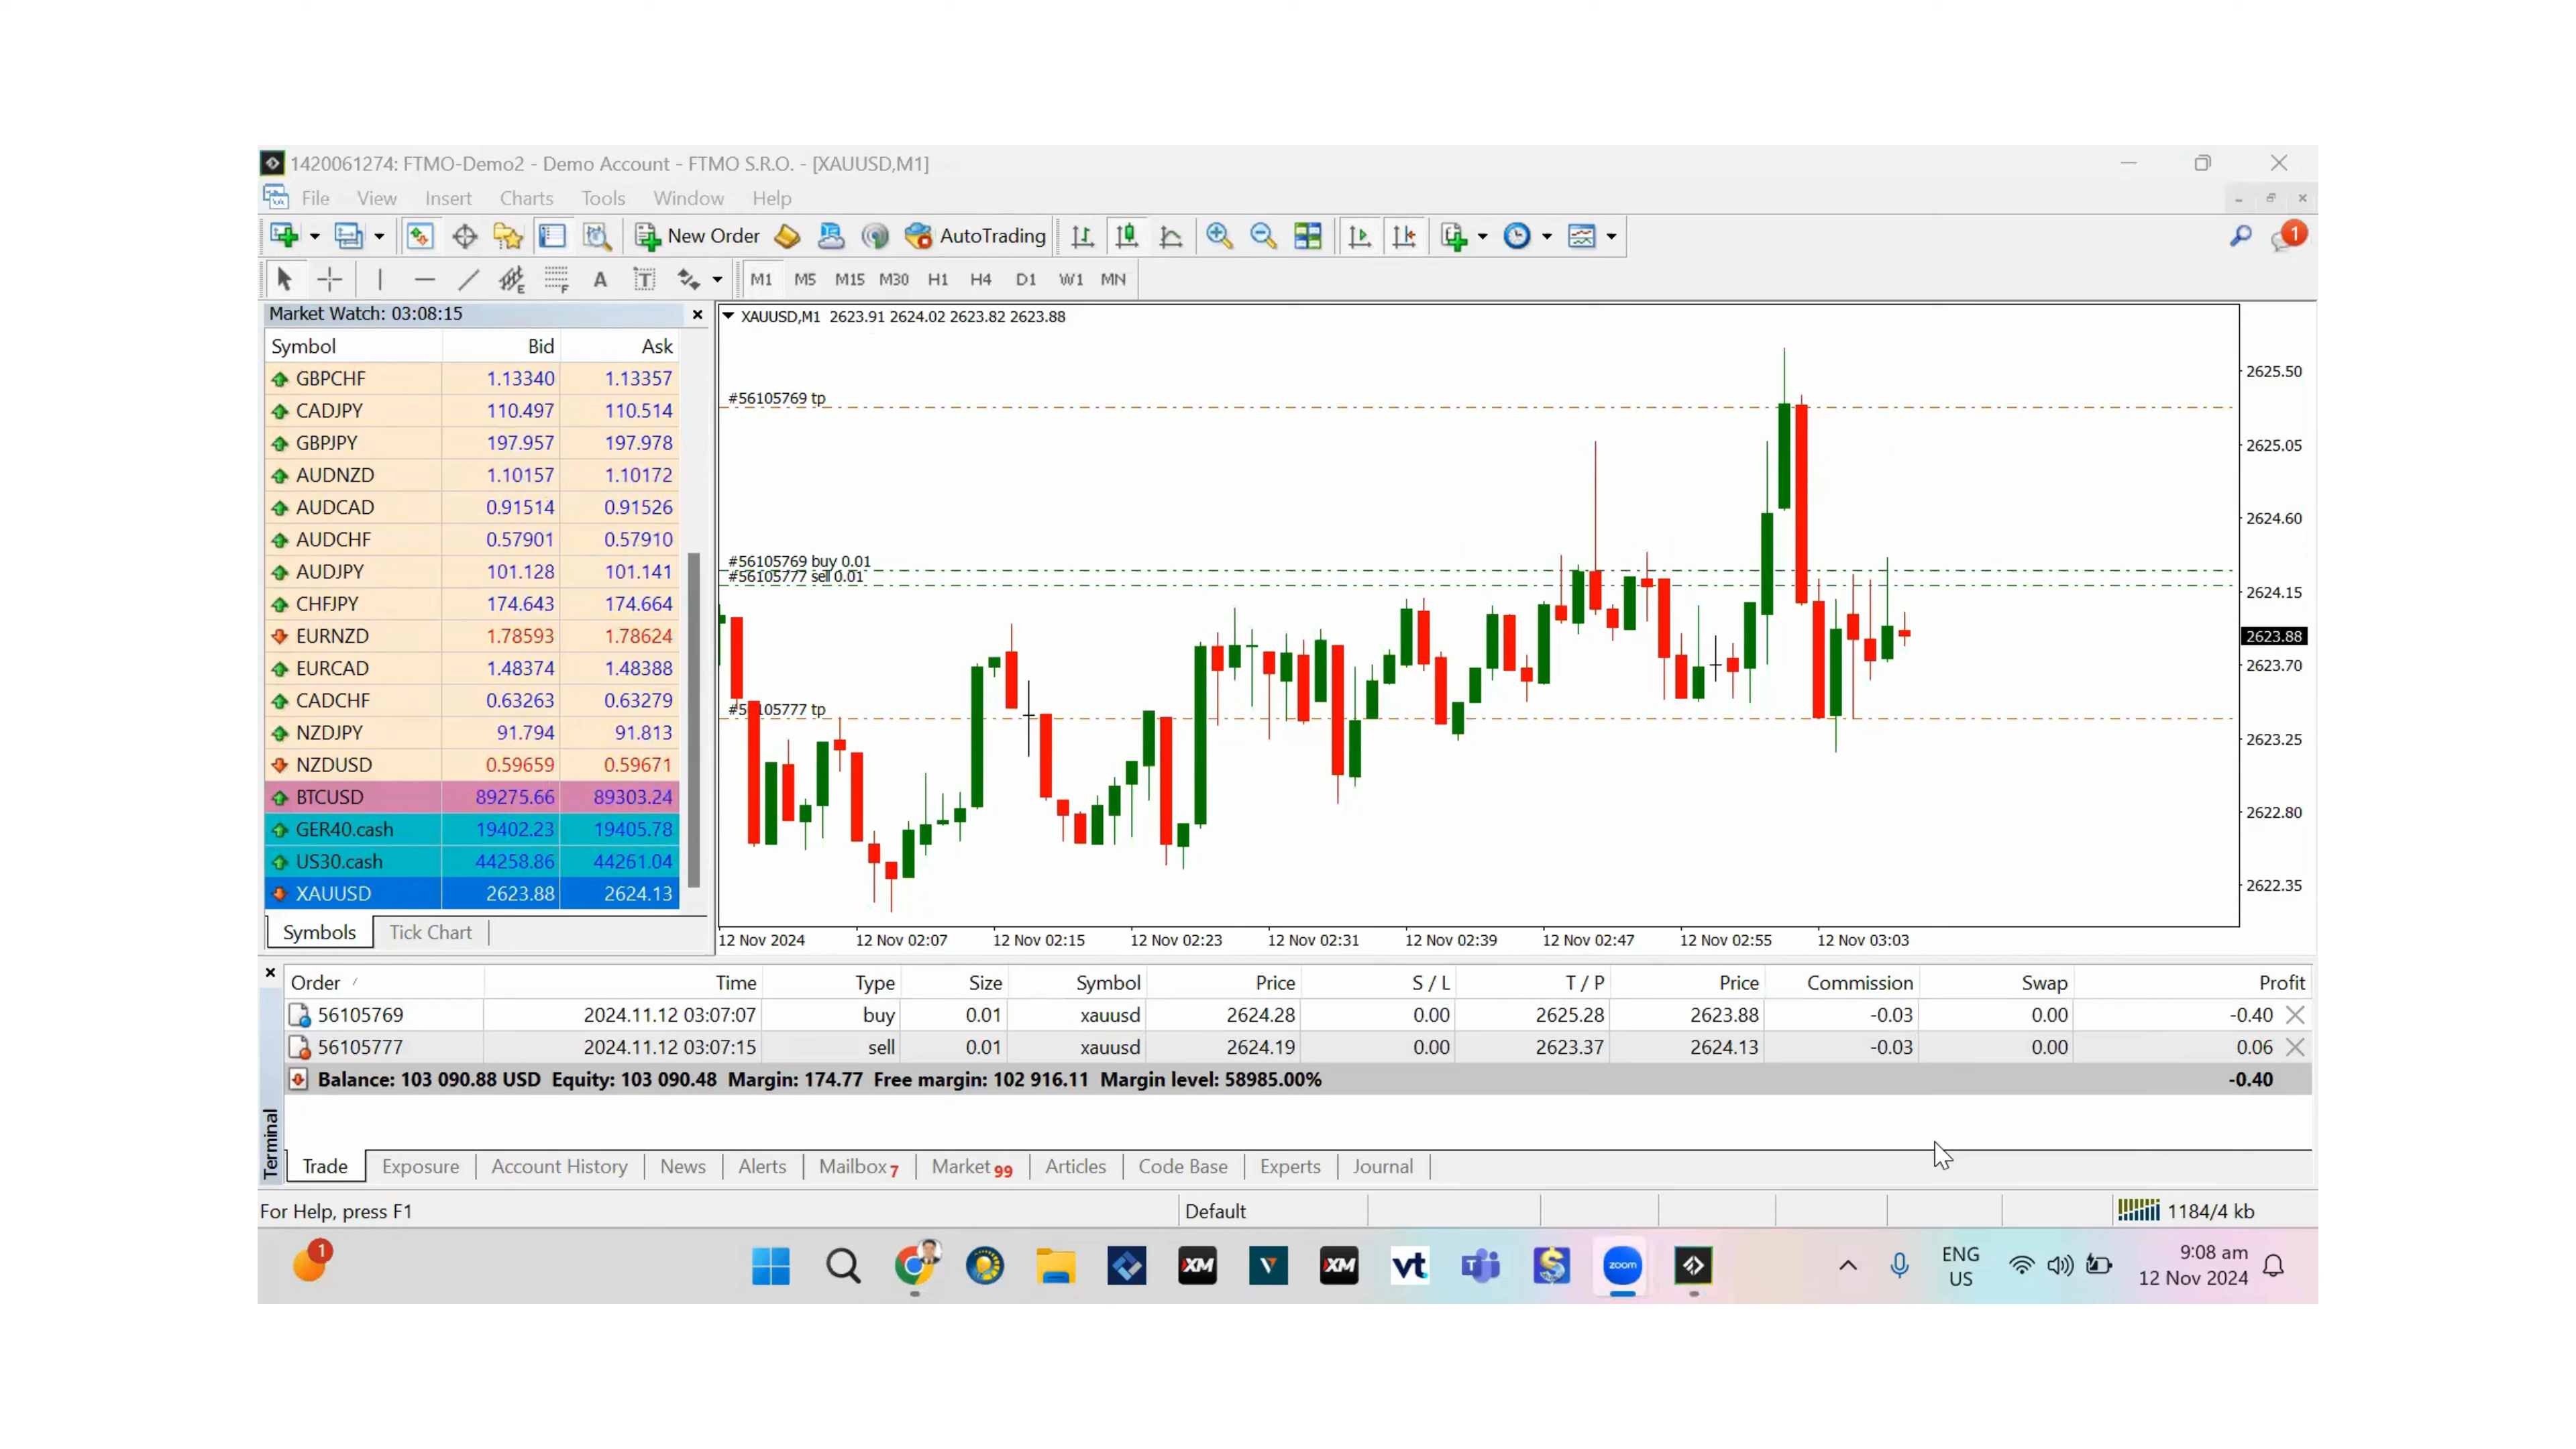 1420061274: FTMO-Demo2 - Demo Account - FTMO S.R.O. - [XAUUSD,M1]
File View Insert Charts Tools Window Help
New Order AutoTrading 1
E F A T M1 M5 M15 M30 H1 H4 D1 W1 MN
Market Watch: 03:08:15
Symbol Bid Ask
GBPCHF 1.13340 1.13357
CADJPY 110.497 110.514
GBPJPY 197.957 197.978
AUDNZD 1.10157 1.10172
AUDCAD 0.91514 0.91526
AUDCHF 0.57901 0.57910
AUDJPY 101.128 101.141
CHFJPY 174.643 174.664
EURNZD 1.78593 1.78624
EURCAD 1.48374 1.48388
CADCHF 0.63263 0.63279
NZDJPY 91.794 91.813
NZDUSD 0.59659 0.59671
BTCUSD 89275.66 89303.24
GER40.cash 19402.23 19405.78
US30.cash 44258.86 44261.04
XAUUSD 2623.88 2624.13
Symbols Tick Chart
XAUUSD,M1 2623.91 2624.02 2623.82 2623.88
#56105769 tp
#56105769 buy 0.01
#56105777 sell 0.01
#56105777 tp
2625.50
2625.05
2624.60
2624.15
2623.88
2623.70
2623.25
2622.80
2622.35
12 Nov 2024 12 Nov 02:07 12 Nov 02:15 12 Nov 02:23 12 Nov 02:31 12 Nov 02:39 12 Nov 02:47 12 Nov 02:55 12 Nov 03:03
Order Time Type Size Symbol Price S / L T / P Price Commission Swap Profit
56105769 2024.11.12 03:07:07 buy 0.01 xauusd 2624.28 0.00 2625.28 2623.88 -0.03 0.00 -0.40
56105777 2024.11.12 03:07:15 sell 0.01 xauusd 2624.19 0.00 2623.37 2624.13 -0.03 0.00 0.06
Balance: 103 090.88 USD Equity: 103 090.48 Margin: 174.77 Free margin: 102 916.11 Margin level: 58985.00% -0.40
Terminal
Trade Exposure Account History News Alerts Mailbox 7 Market 99 Articles Code Base Experts Journal
For Help, press F1 Default 1184/4 kb
1 XM XM vt T S zoom ENG US 9:08 am
12 Nov 2024